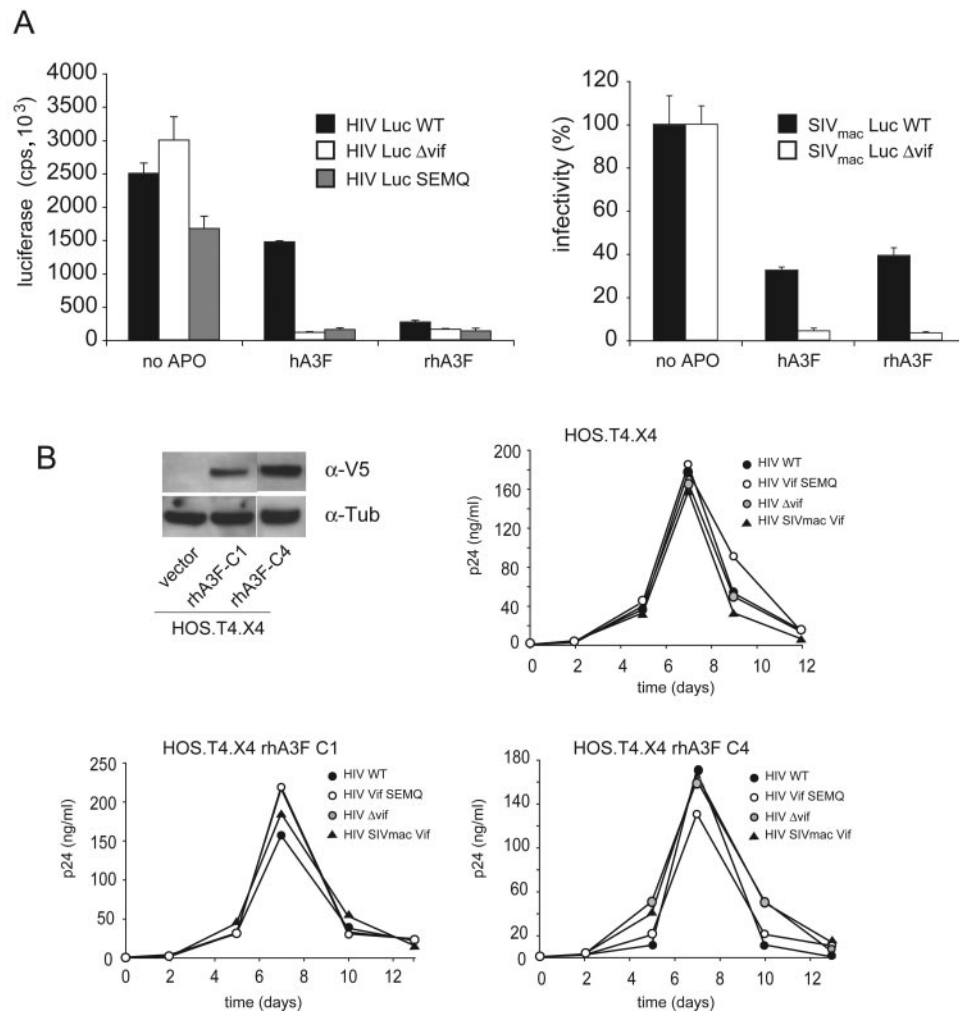 A
luciferase (cps, 10³)
4000
3500
3000
2500
2000
1500
1000
500
0
HIV Luc WT
HIV Luc Δvif
HIV Luc SEMQ
no APO hA3F rhA3F
infectivity (%)
120
100
80
60
40
20
0
SIVmac Luc WT
SIVmac Luc Δvif
no APO hA3F rhA3F
B
α-V5
α-Tub
vector rhA3F-C1 rhA3F-C4
HOS.T4.X4
HOS.T4.X4
p24 (ng/ml)
200
160
120
80
40
0
HIV WT
HIV Vif SEMQ
HIV Δvif
HIV SIVmac Vif
0 2 4 6 8 10 12
time (days)
HOS.T4.X4 rhA3F C1
p24 (ng/ml)
250
200
150
100
50
0
HIV WT
HIV Vif SEMQ
HIV Δvif
HIV SIVmac Vif
0 2 4 6 8 10 12
time (days)
HOS.T4.X4 rhA3F C4
p24 (ng/ml)
180
160
120
80
60
20
0
HIV WT
HIV Vif SEMQ
HIV Δvif
HIV SIVmac Vif
0 2 4 6 8 10 12
time (days)